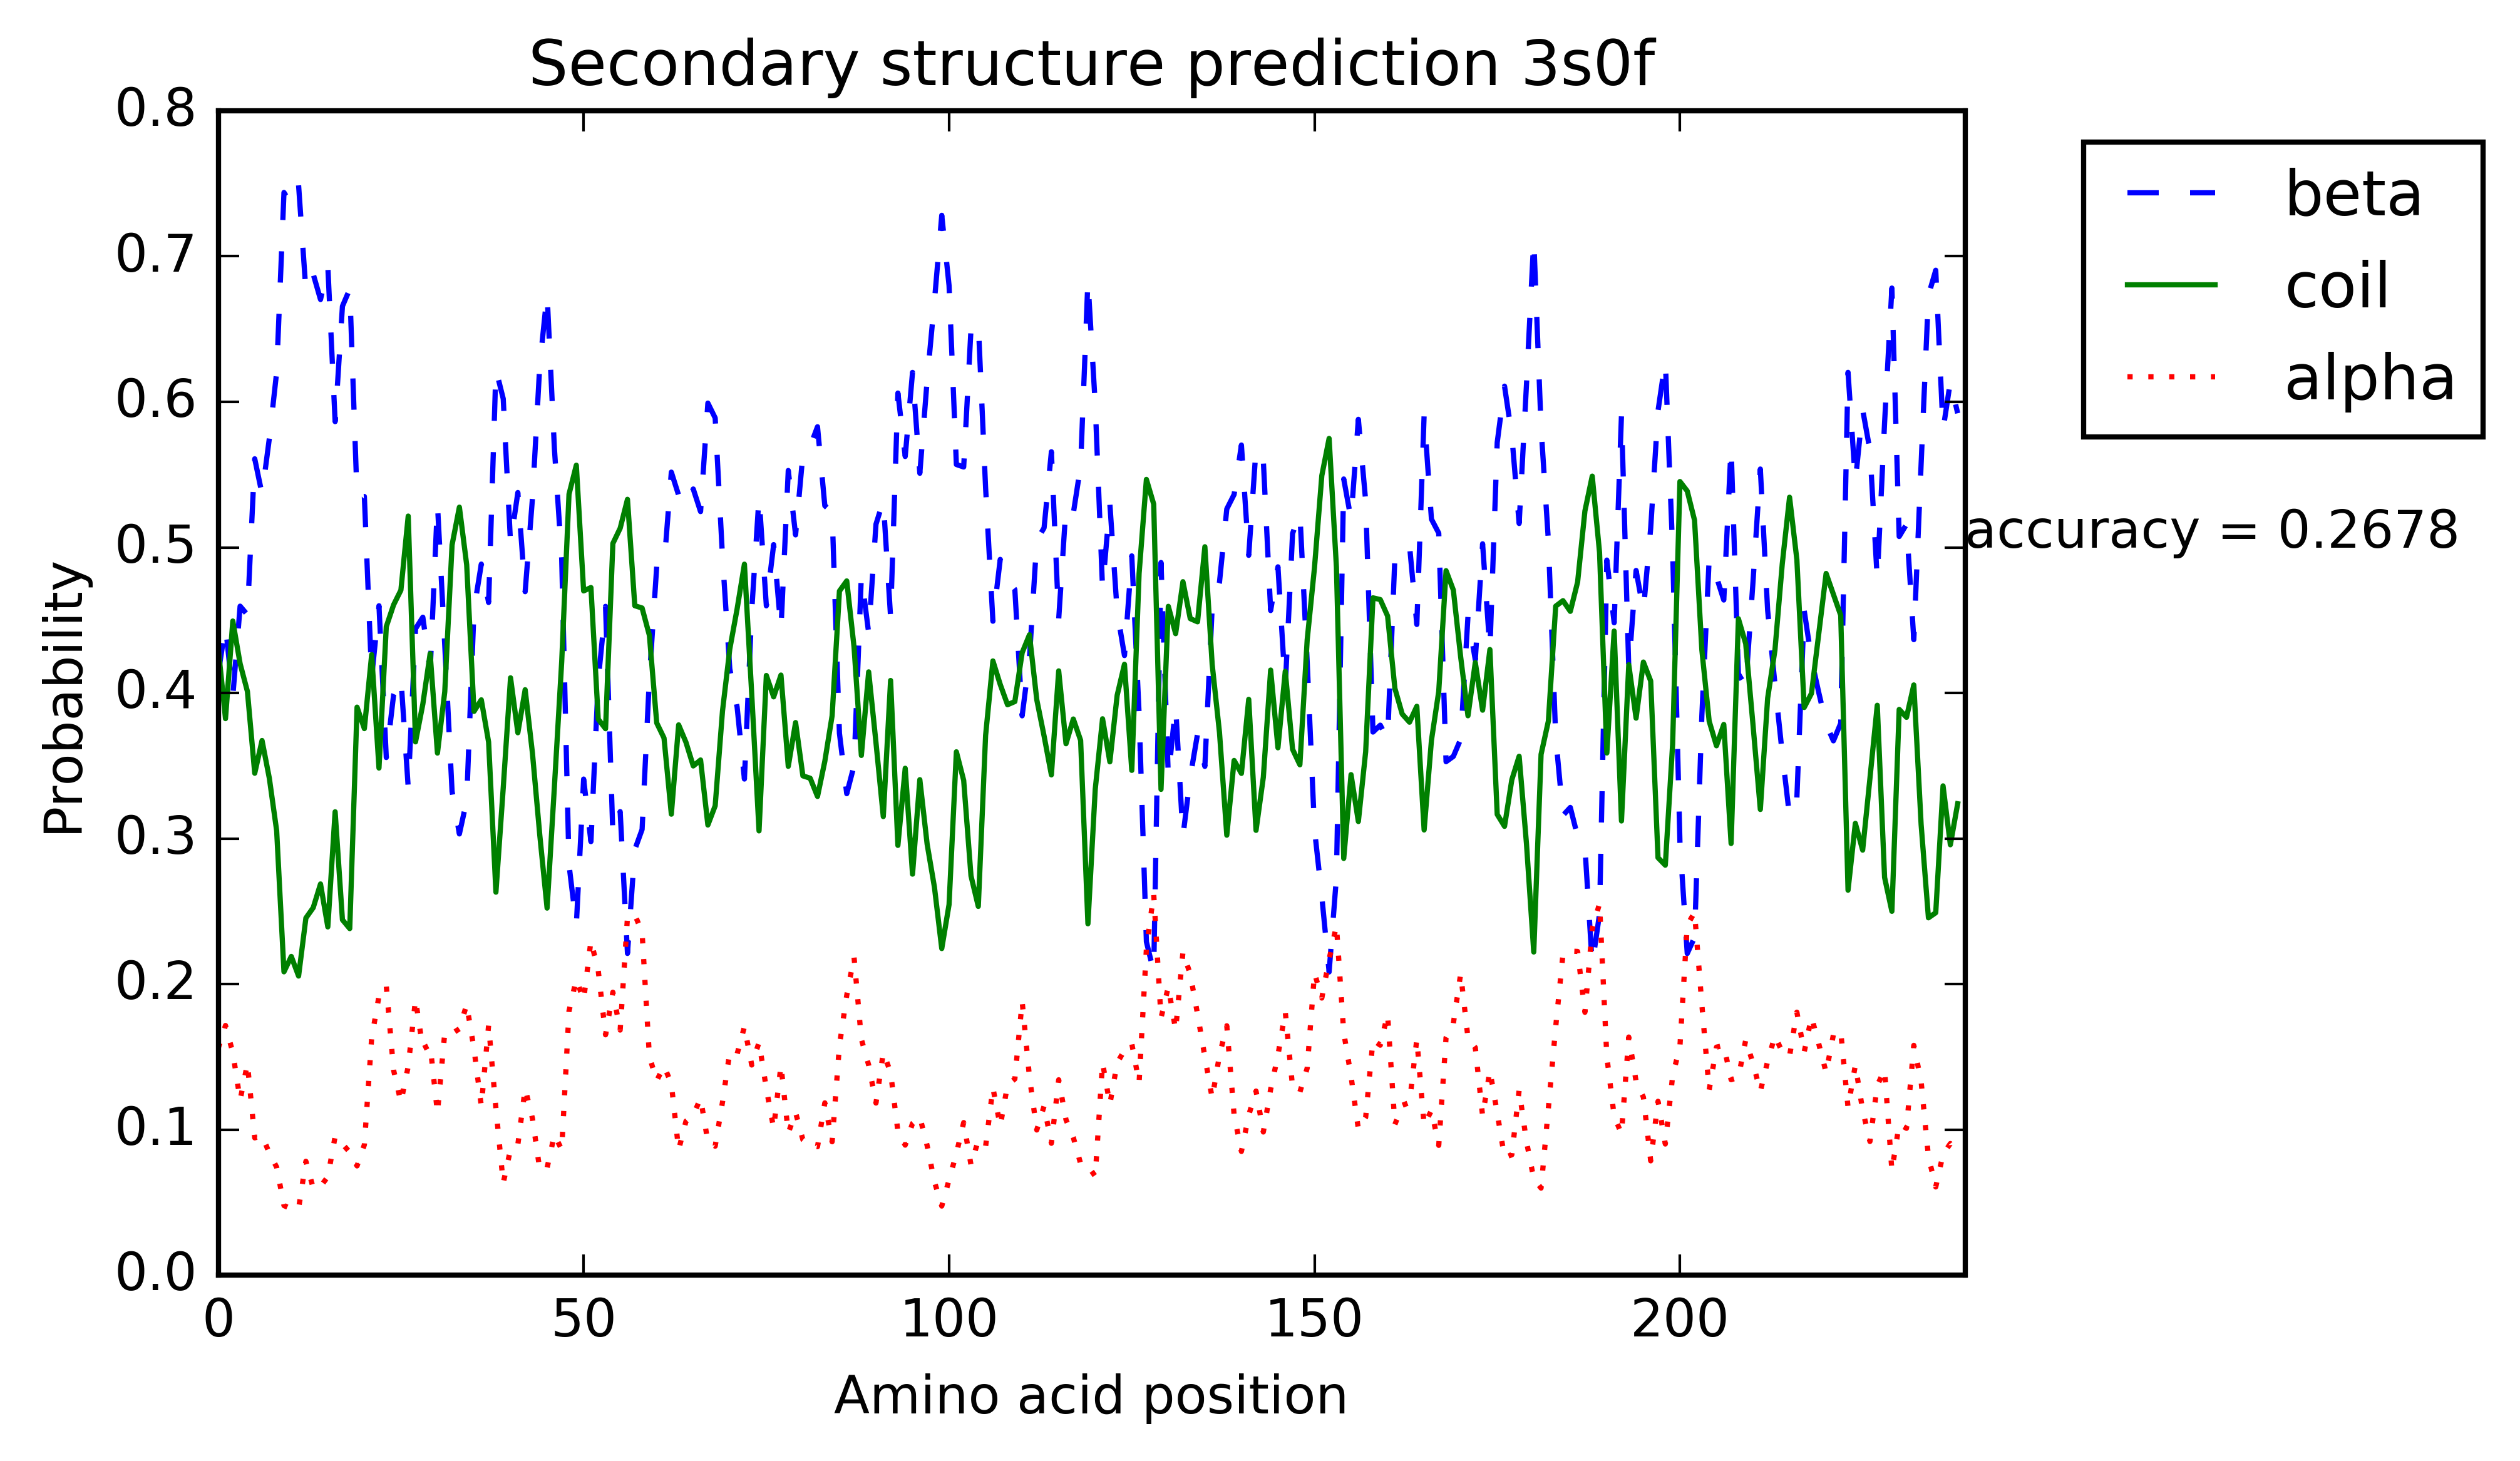 Secondary structure prediction 3s0f
0.8
0.7
0.6
0.5
0.4
0.3
0.2
0.1
0.0
Probability
0
50
100
150
200
Amino acid position
beta
coil
alpha
accuracy = 0.2678